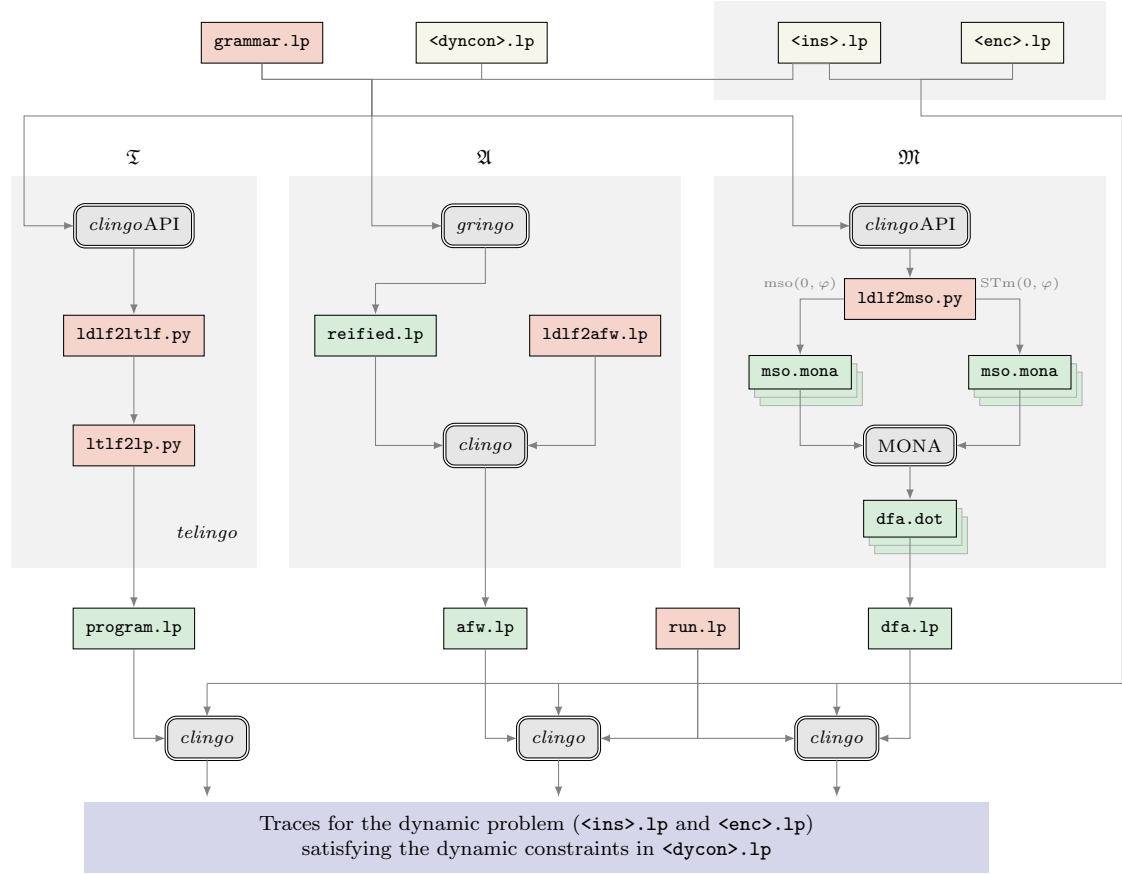 grammar.lp
<dyncon>.lp
<ins>.lp
<enc>.lp
𝔗
𝔄
𝔐
clingoAPI
gringo
clingoAPI
mso(0, φ)
STm(0, φ)
ldlf2mso.py
ldlf2ltlf.py
reified.lp
ldlf2afw.lp
mso.mona
mso.mona
ltlf2lp.py
clingo
MONA
dfa.dot
telingo
program.lp
afw.lp
run.lp
dfa.lp
clingo
clingo
clingo
Traces for the dynamic problem (<ins>.lp and <enc>.lp)
satisfying the dynamic constraints in <dycon>.lp